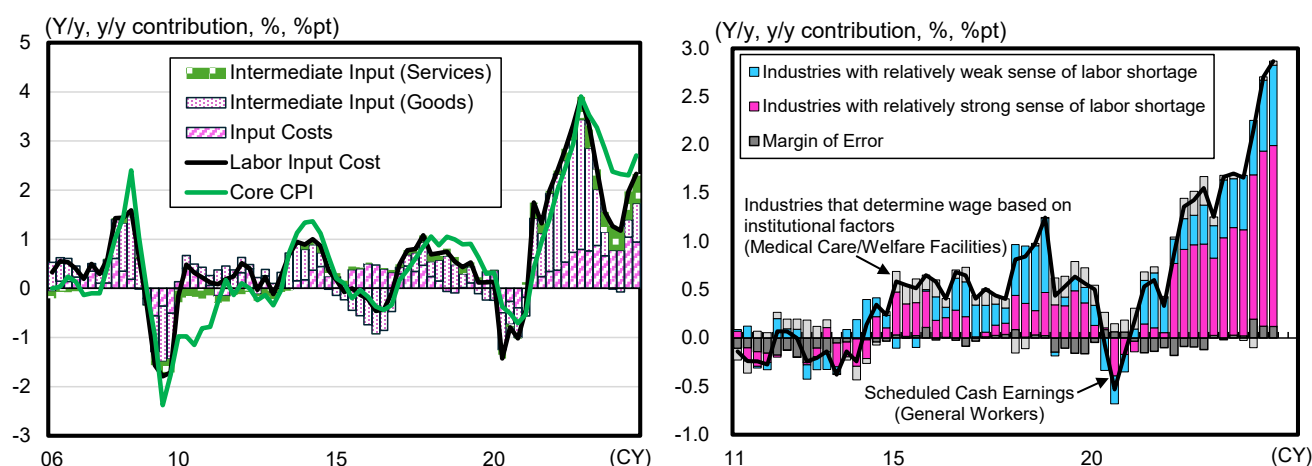 (Y/y, y/y contribution, %, %pt)
5
4
3
2
1
0
-1
-2
-3
Intermediate Input (Services)
Intermediate Input (Goods)
Input Costs
Labor Input Cost
Core CPI
06
10
15
20
(CY)
(Y/y, y/y contribution, %, %pt)
3.0
2.5
2.0
1.5
1.0
0.5
0.0
-0.5
-1.0
Industries with relatively weak sense of labor shortage
Industries with relatively strong sense of labor shortage
Margin of Error
Industries that determine wage based on
institutional factors
(Medical Care/Welfare Facilities)
Scheduled Cash Earnings
(General Workers)
11
15
20
(CY)